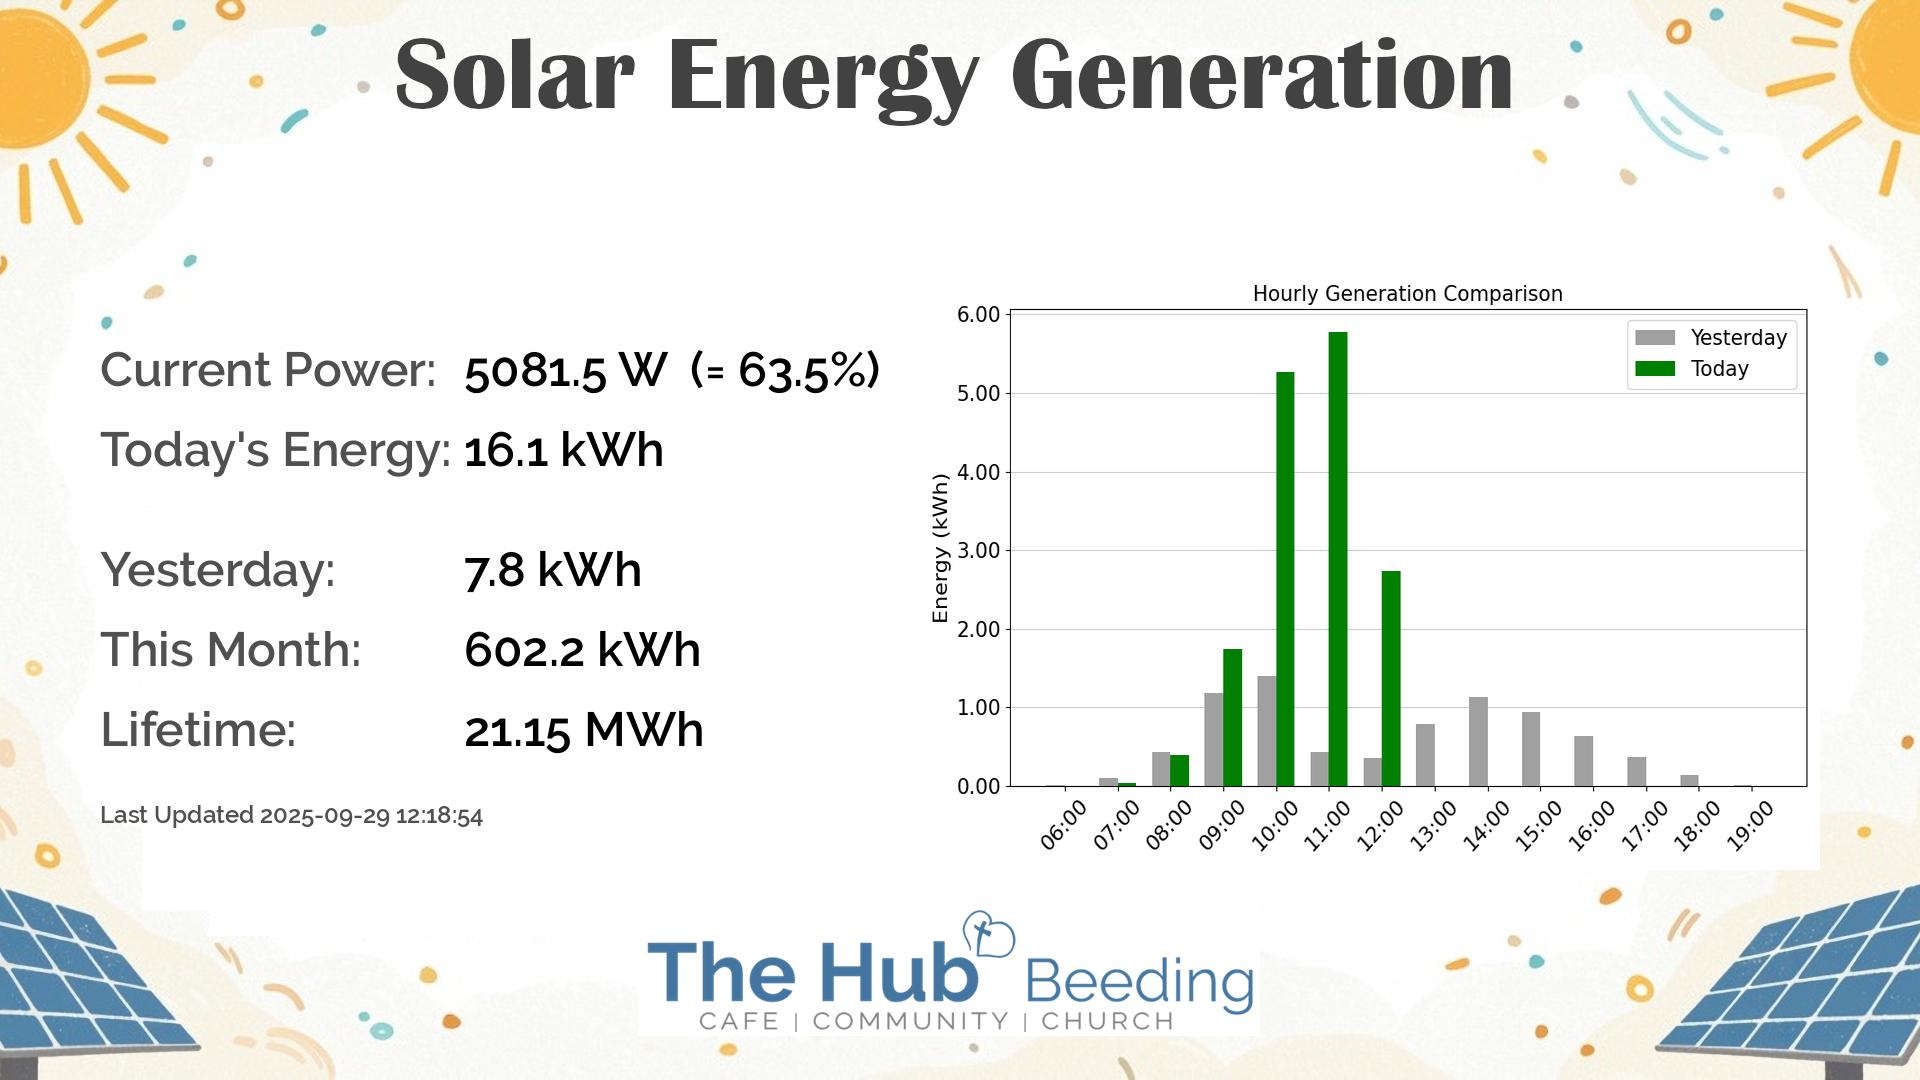 Solar Energy Generation
Current Power: 5081.5 W (= 63.5%)
Today's Energy: 16.1 kWh
Yesterday: 7.8 kWh
This Month: 602.2 kWh
Lifetime: 21.15 MWh
Last Updated 2025-09-29 12:18:54
Hourly Generation Comparison
Energy (kWh)
6.00
5.00
4.00
3.00
2.00
1.00
0.00
Yesterday
Today
06:00 07:00 08:00 09:00 10:00 11:00 12:00 13:00 14:00 15:00 16:00 17:00 18:00 19:00
The Hub Beeding
CAFE | COMMUNITY | CHURCH